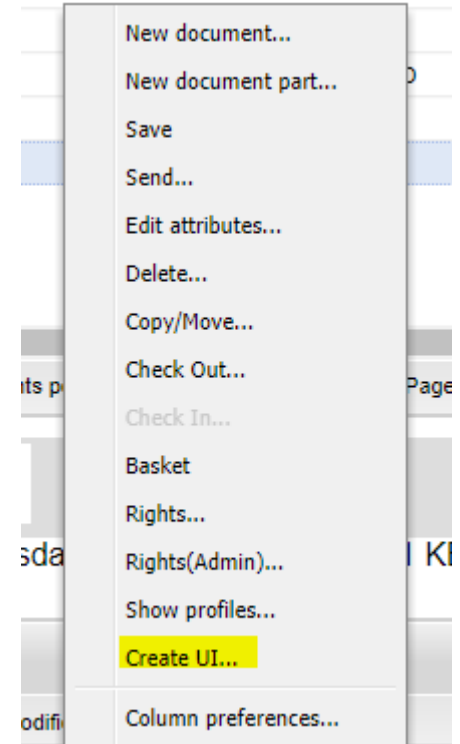 New document...
New document part...
Save
Send...
Edit attributes...
Delete...
Copy/Move...
Check Out...
Page
Check In...
Basket
Rights...
Rights(Admin)...
Show profiles...
Create UI...
Column preferences...